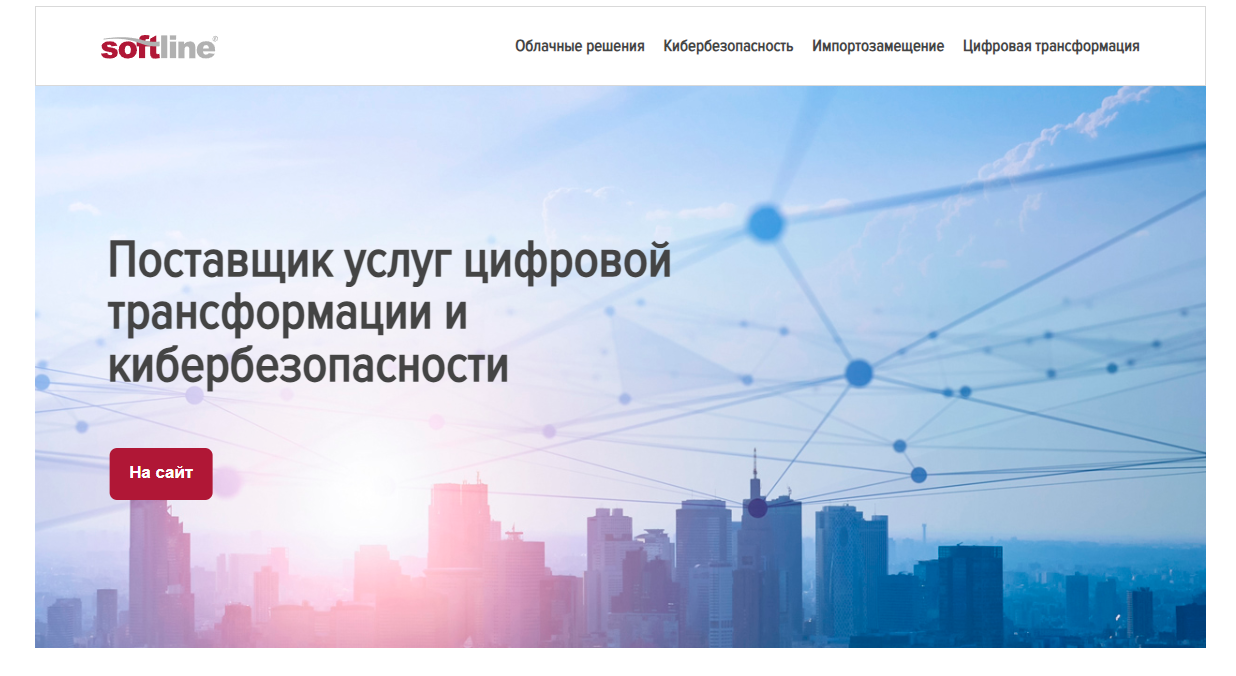 softline®
Облачные решения Кибербезопасность Импортозамещение Цифровая трансформация
Поставщик услуг цифровой
трансформации и
кибербезопасности
На сайт